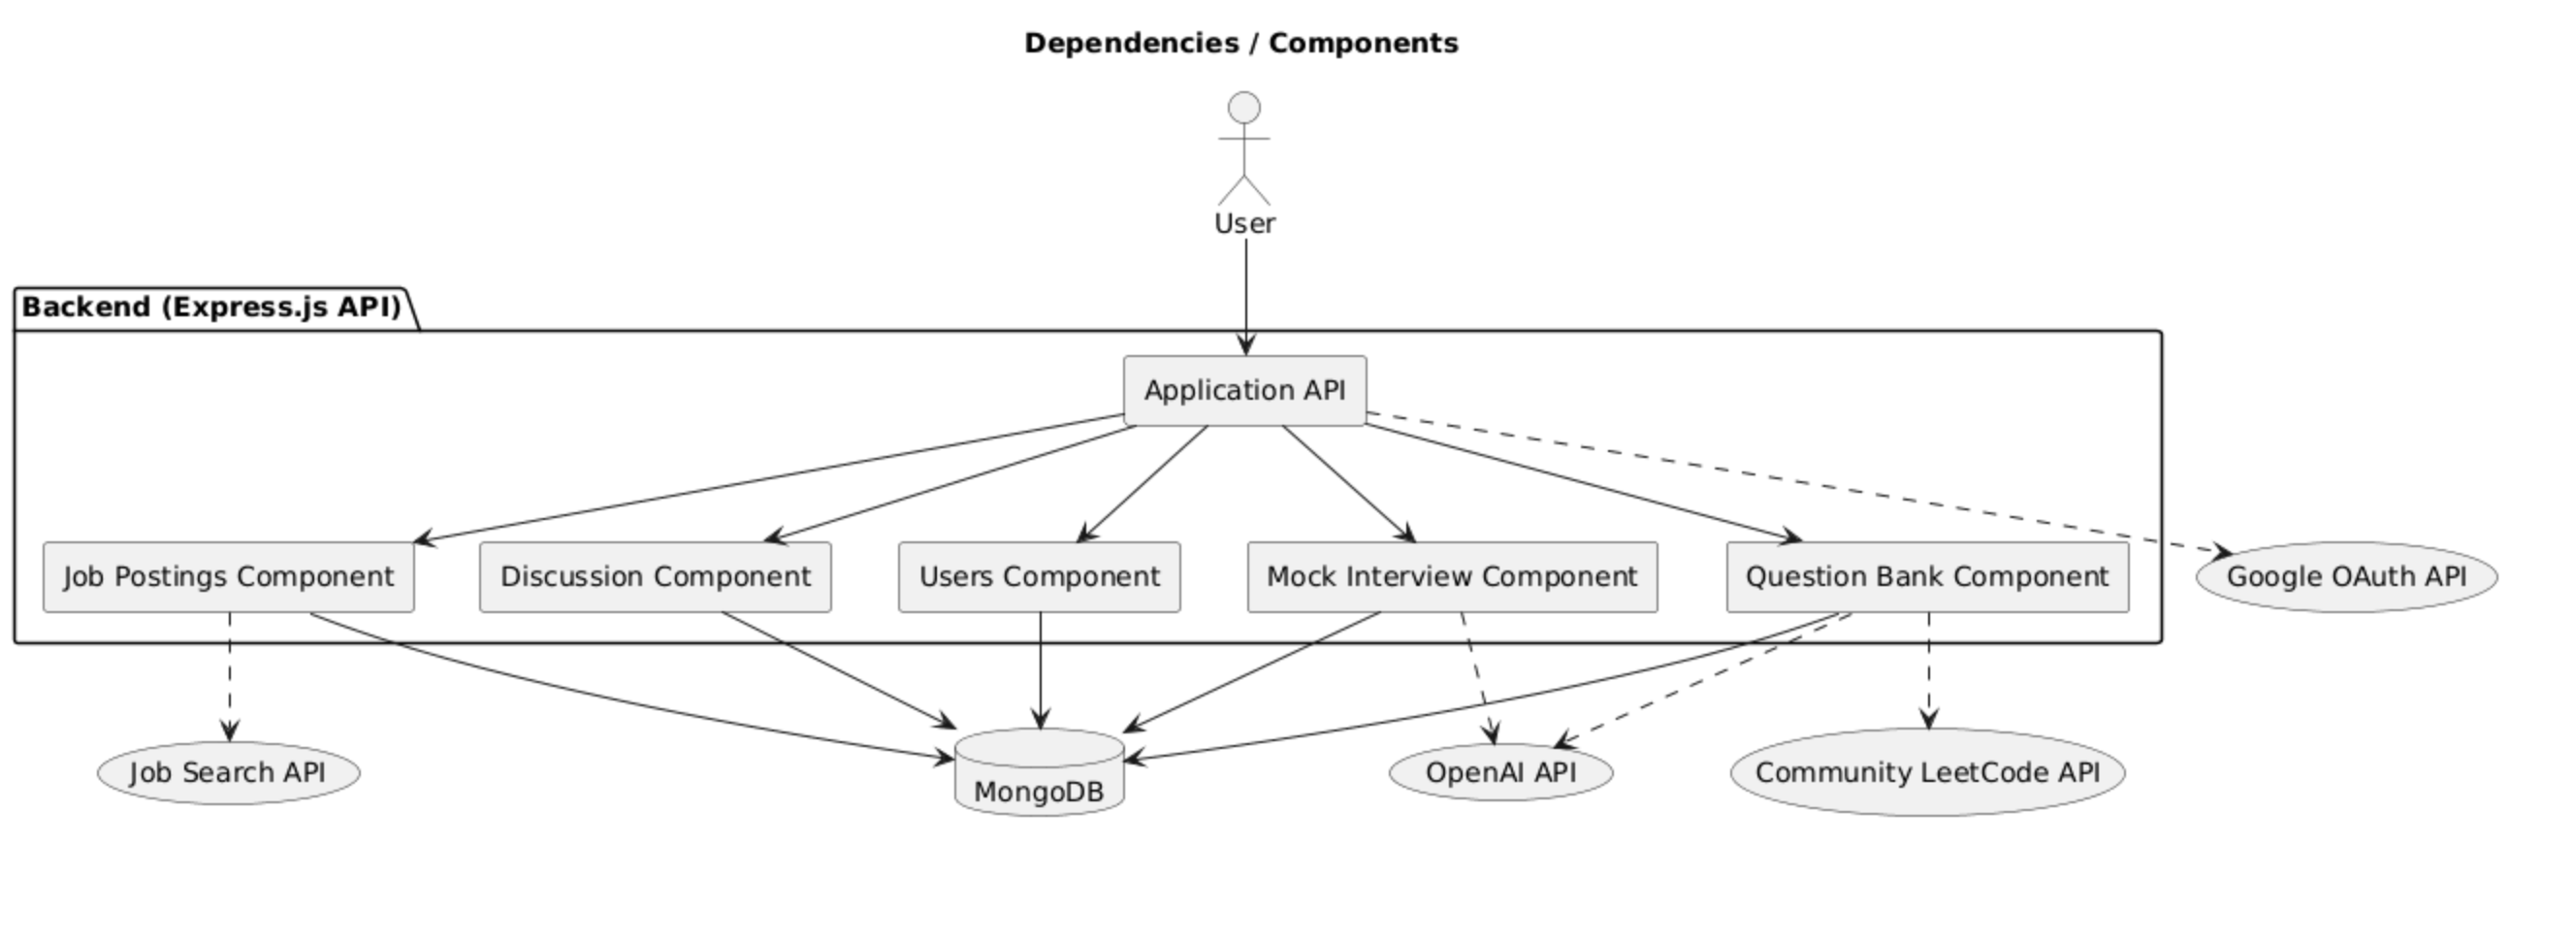 Dependencies / Components
User
Backend (Express.js API)
Application API
Job Postings Component
Discussion Component
Users Component
Mock Interview Component
Question Bank Component
Google OAuth API
Job Search API
MongoDB
OpenAI API
Community LeetCode API